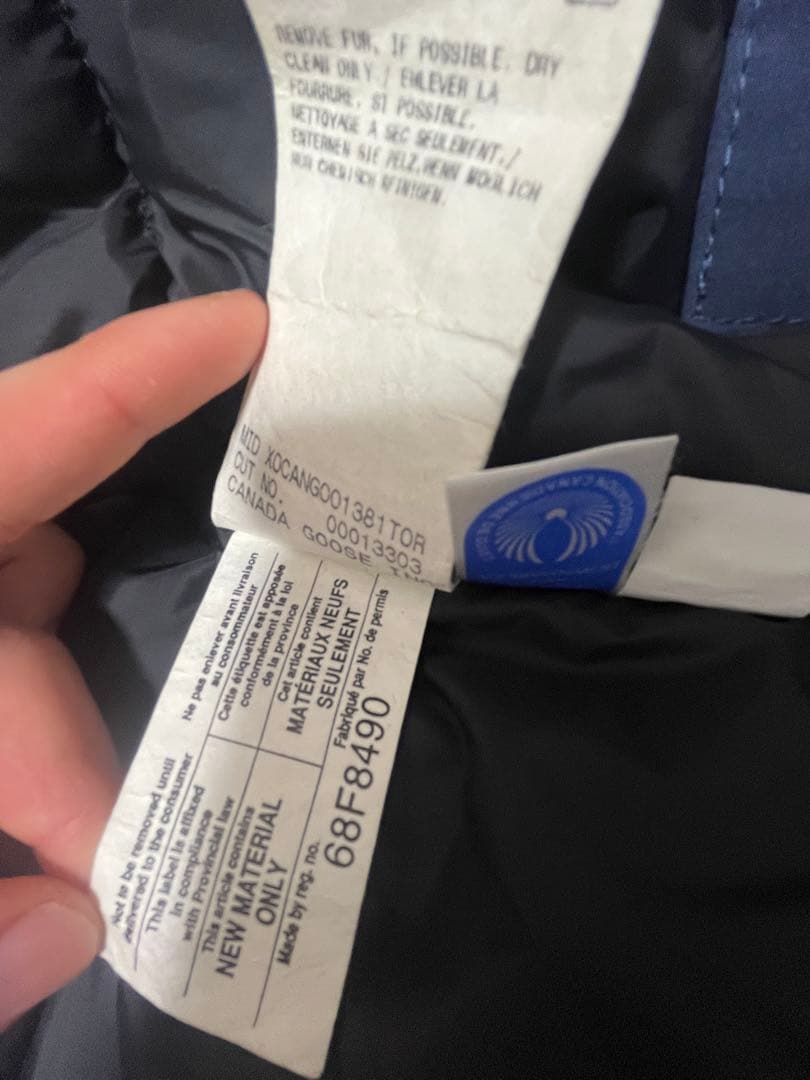 REMOVE FUR, IF POSSIBLE. DRY
CLEAN ONLY / ENLEVER LA
FOURRURE, SI POSSIBLE.
NETTOYAGE A SEC SEULEMENT./
ENTERNEN SIE PELZ,WENN MOGLICH
NUR CHEMISCH REINIGEN.
MID XOCANGOO1381TOR
CUT NO. 00013303
CANADA GOOSE INC
Ne pas enlever avant livraison
au consommateur
Cette étiquette est apposée
conformément à la loi
de la province
Cet article contient
MATÉRIAUX NEUFS
SEULEMENT
Fabriqué par No. de permis
Not to be removed until
delivered to the consumer
This label is affixed
in compliance
with Provincial law
This article contains
NEW MATERIAL
ONLY
Made by reg. no.
68F8490